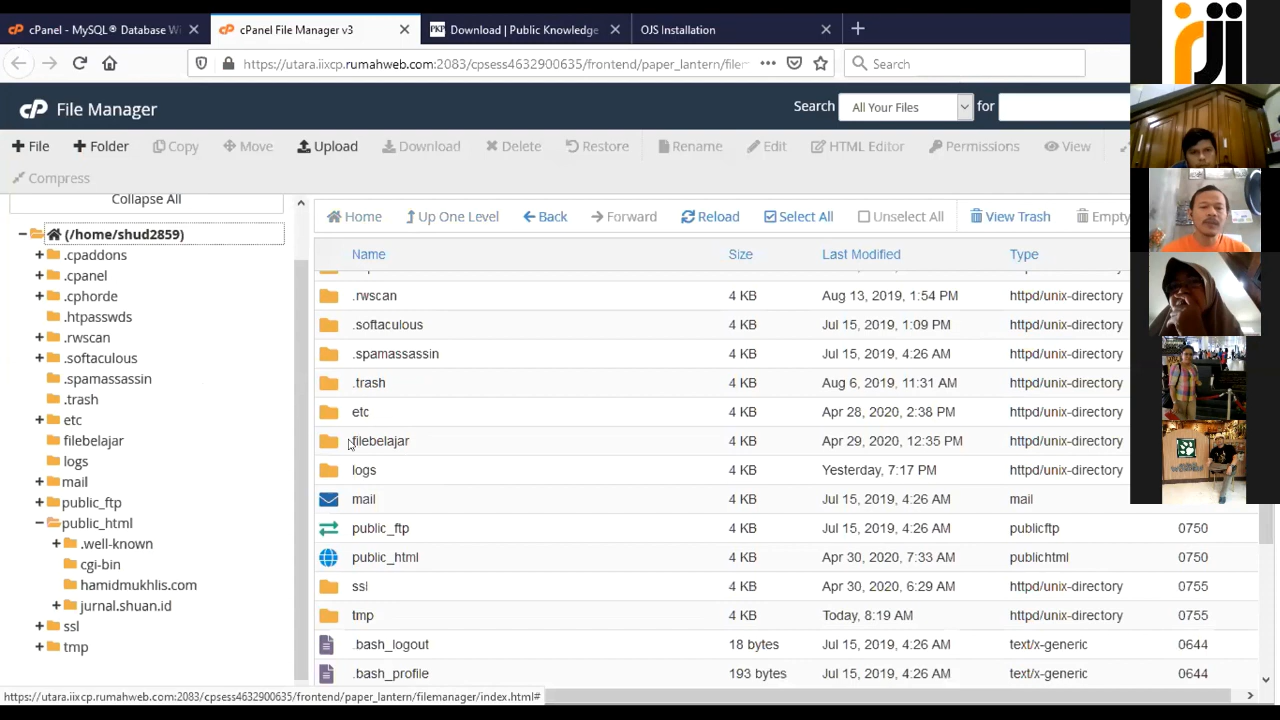 cPanel - MySQL® Database Wi
cPanel File Manager v3
PKP Download | Public Knowledge
OJS Installation
https://utara.iixcp.rumahweb.com:2083/cpsess4632900635/frontend/paper_lantern/filem
Search
cP File Manager
Search All Your Files for
File Folder Copy Move Upload Download Delete Restore Rename Edit HTML Editor Permissions View
Compress
Collapse All
Home Up One Level Back Forward Reload Select All Unselect All View Trash Empty
(/home/shud2859)
.cpaddons
.cpanel
.cphorde
.htpasswds
.rwscan
.softaculous
.spamassassin
.trash
etc
filebelajar
logs
mail
public_ftp
public_html
.well-known
cgi-bin
hamidmukhlis.com
jurnal.shuan.id
ssl
tmp
Name Size Last Modified Type
.rwscan 4 KB Aug 13, 2019, 1:54 PM httpd/unix-directory
.softaculous 4 KB Jul 15, 2019, 1:09 PM httpd/unix-directory
.spamassassin 4 KB Jul 15, 2019, 4:26 AM httpd/unix-directory
.trash 4 KB Aug 6, 2019, 11:31 AM httpd/unix-directory
etc 4 KB Apr 28, 2020, 2:38 PM httpd/unix-directory
filebelajar 4 KB Apr 29, 2020, 12:35 PM httpd/unix-directory
logs 4 KB Yesterday, 7:17 PM httpd/unix-directory
mail 4 KB Jul 15, 2019, 4:26 AM mail
public_ftp 4 KB Jul 15, 2019, 4:26 AM publicftp 0750
public_html 4 KB Apr 30, 2020, 7:33 AM publichtml 0750
ssl 4 KB Apr 30, 2020, 6:29 AM httpd/unix-directory 0755
tmp 4 KB Today, 8:19 AM httpd/unix-directory 0755
.bash_logout 18 bytes Jul 15, 2019, 4:26 AM text/x-generic 0644
.bash_profile 193 bytes Jul 15, 2019, 4:26 AM text/x-generic 0644
https://utara.iixcp.rumahweb.com:2083/cpsess4632900635/frontend/paper_lantern/filemanager/index.html#
rji